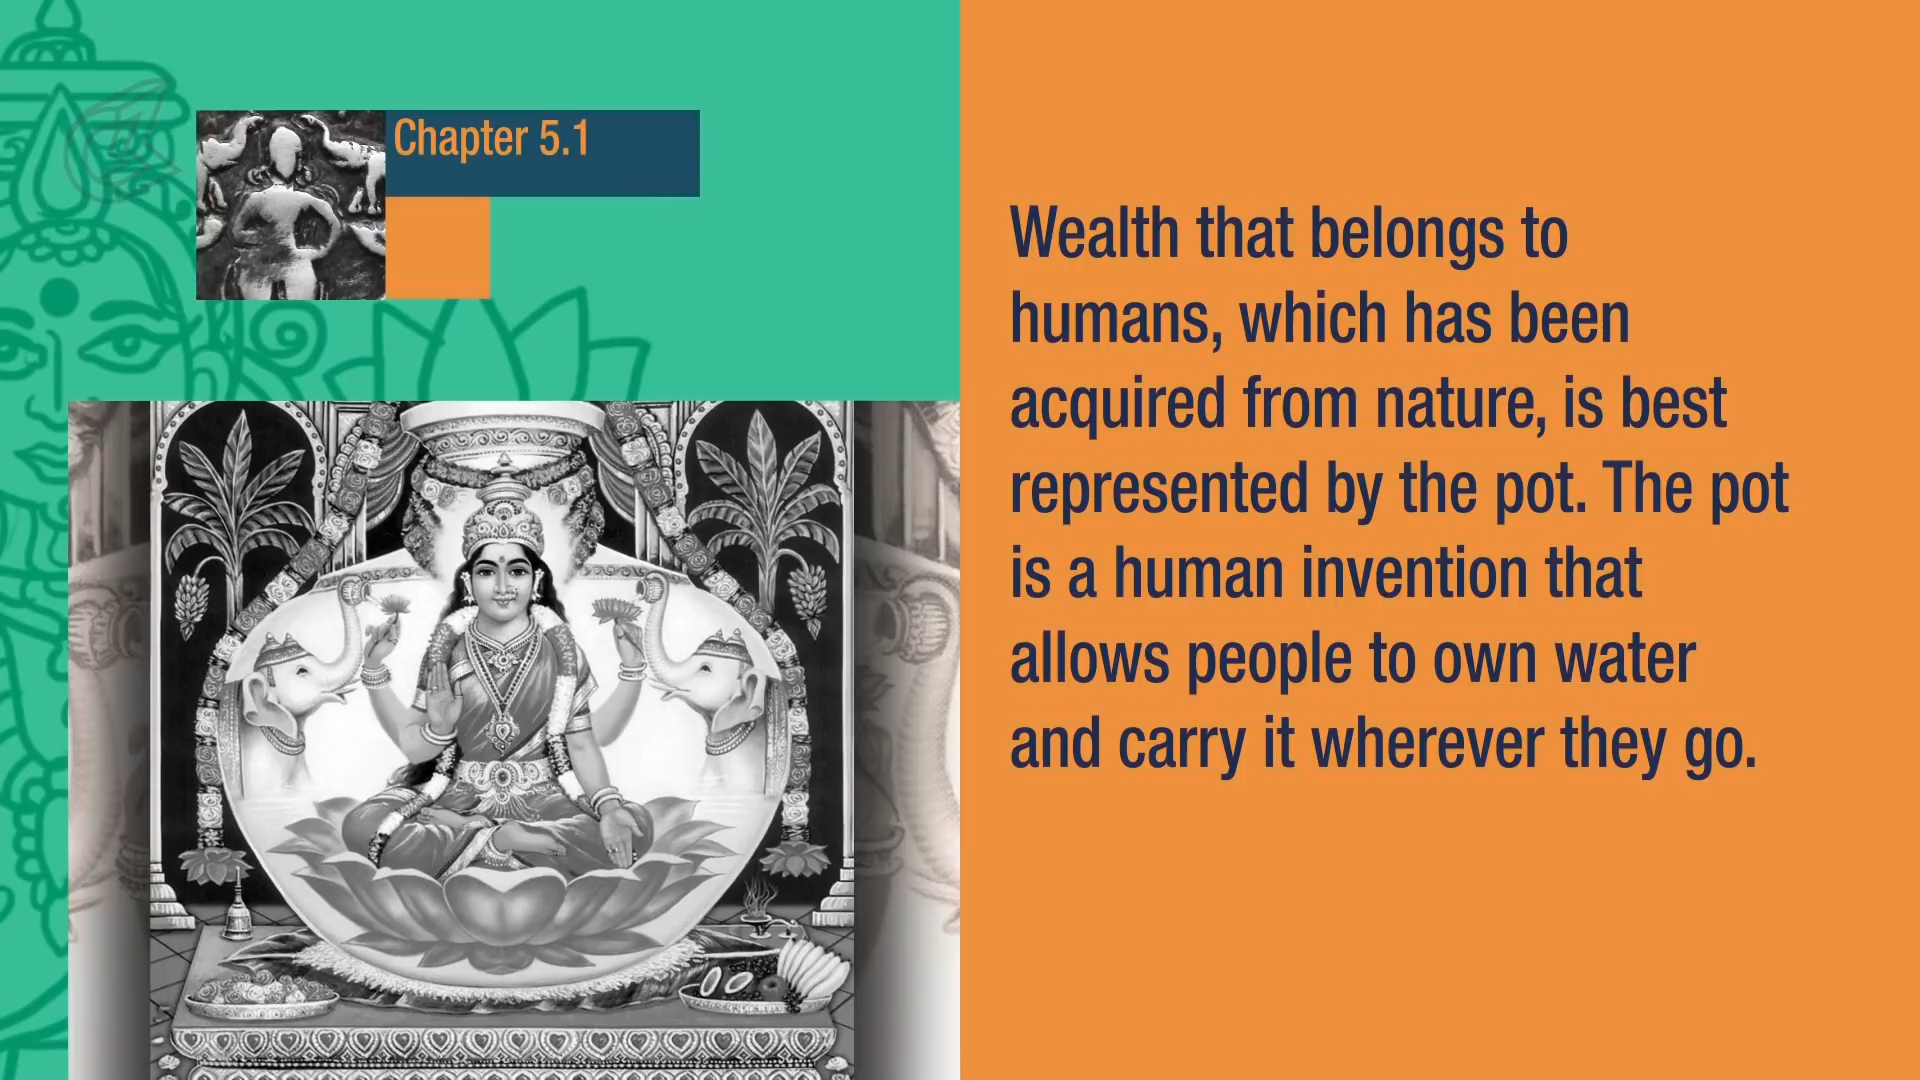 Chapter 5.1
Wealth that belongs to
humans, which has been
acquired from nature, is best
represented by the pot. The pot
is a human invention that
allows people to own water
and carry it wherever they go.